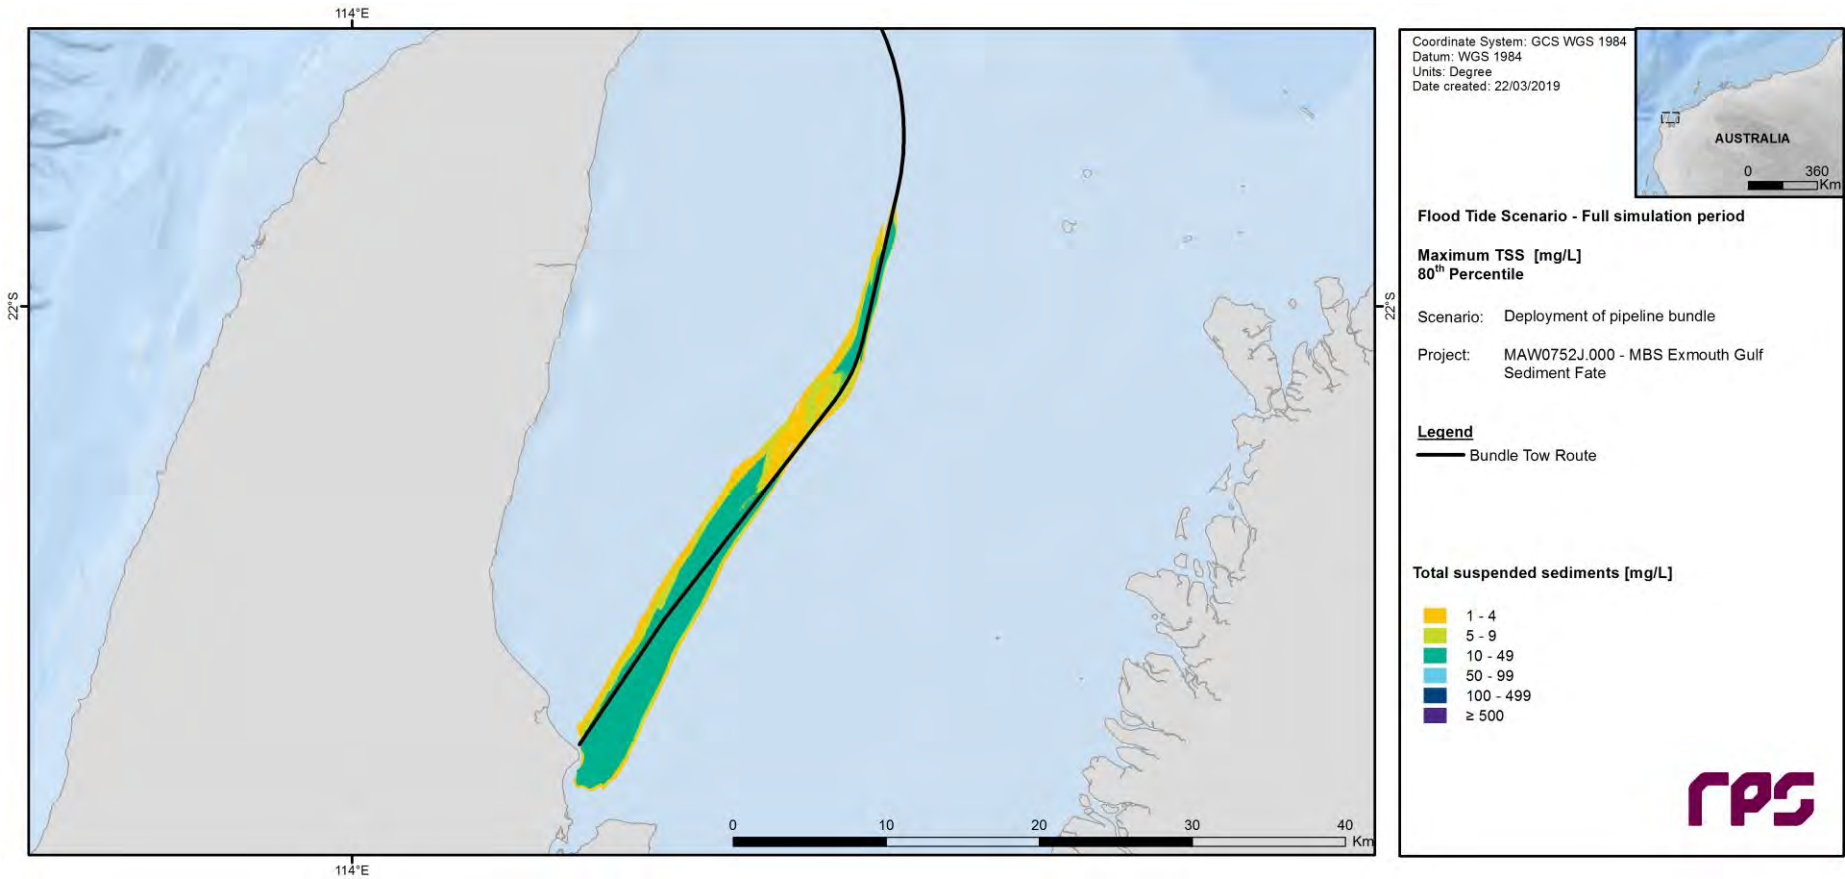 114°E
22°S
22°S
0 10 20 30 40
Km
114°E
Coordinate System: GCS WGS 1984
Datum: WGS 1984
Units: Degree
Date created: 22/03/2019
AUSTRALIA
0 360
Km
Flood Tide Scenario - Full simulation period
Maximum TSS [mg/L]
80th Percentile
Scenario: Deployment of pipeline bundle
Project: MAW0752J.000 - MBS Exmouth Gulf
Sediment Fate
Legend
Bundle Tow Route
Total suspended sediments [mg/L]
1 - 4
5 - 9
10 - 49
50 - 99
100 - 499
≥ 500
rps